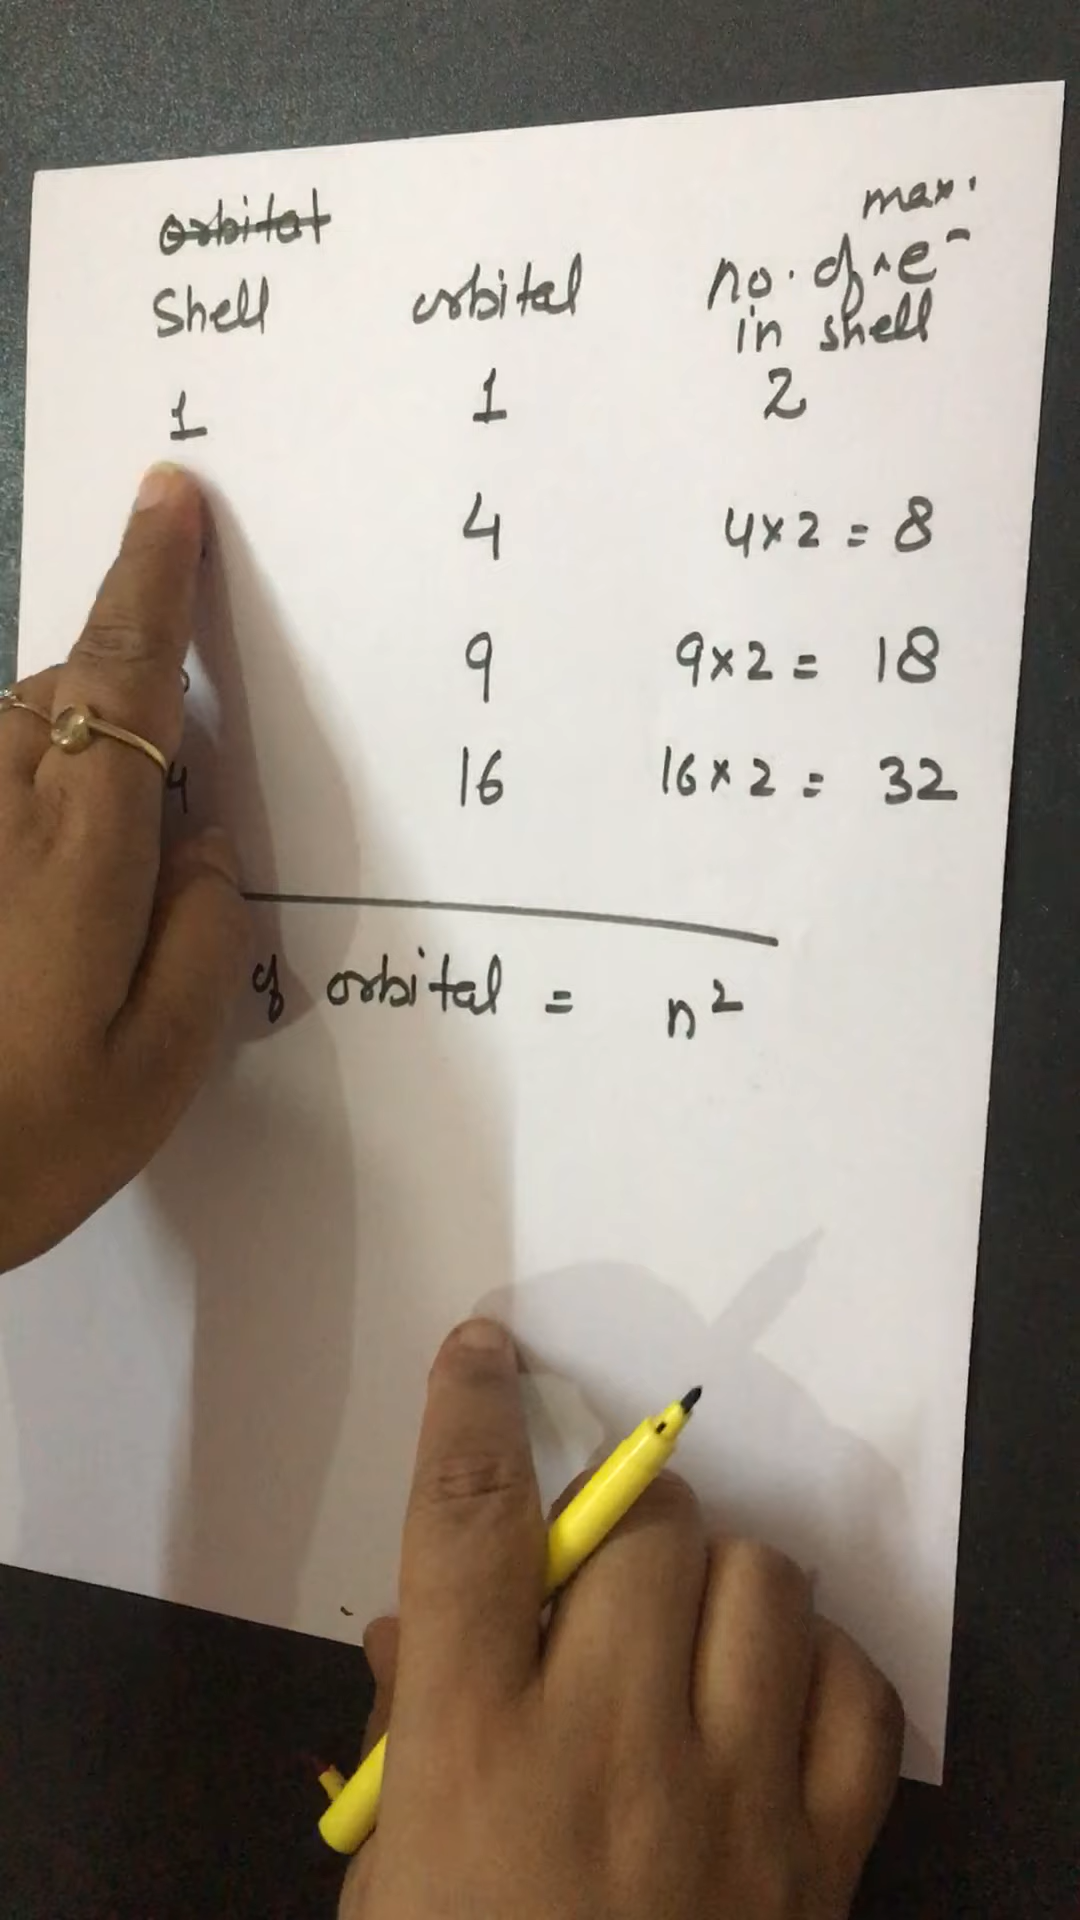 orbital
max.
Shell orbital no. of ^ e⁻
in shell
1 1 2
4 4×2 = 8
9 9×2 = 18
4 16 16×2 = 32
of orbital = n²